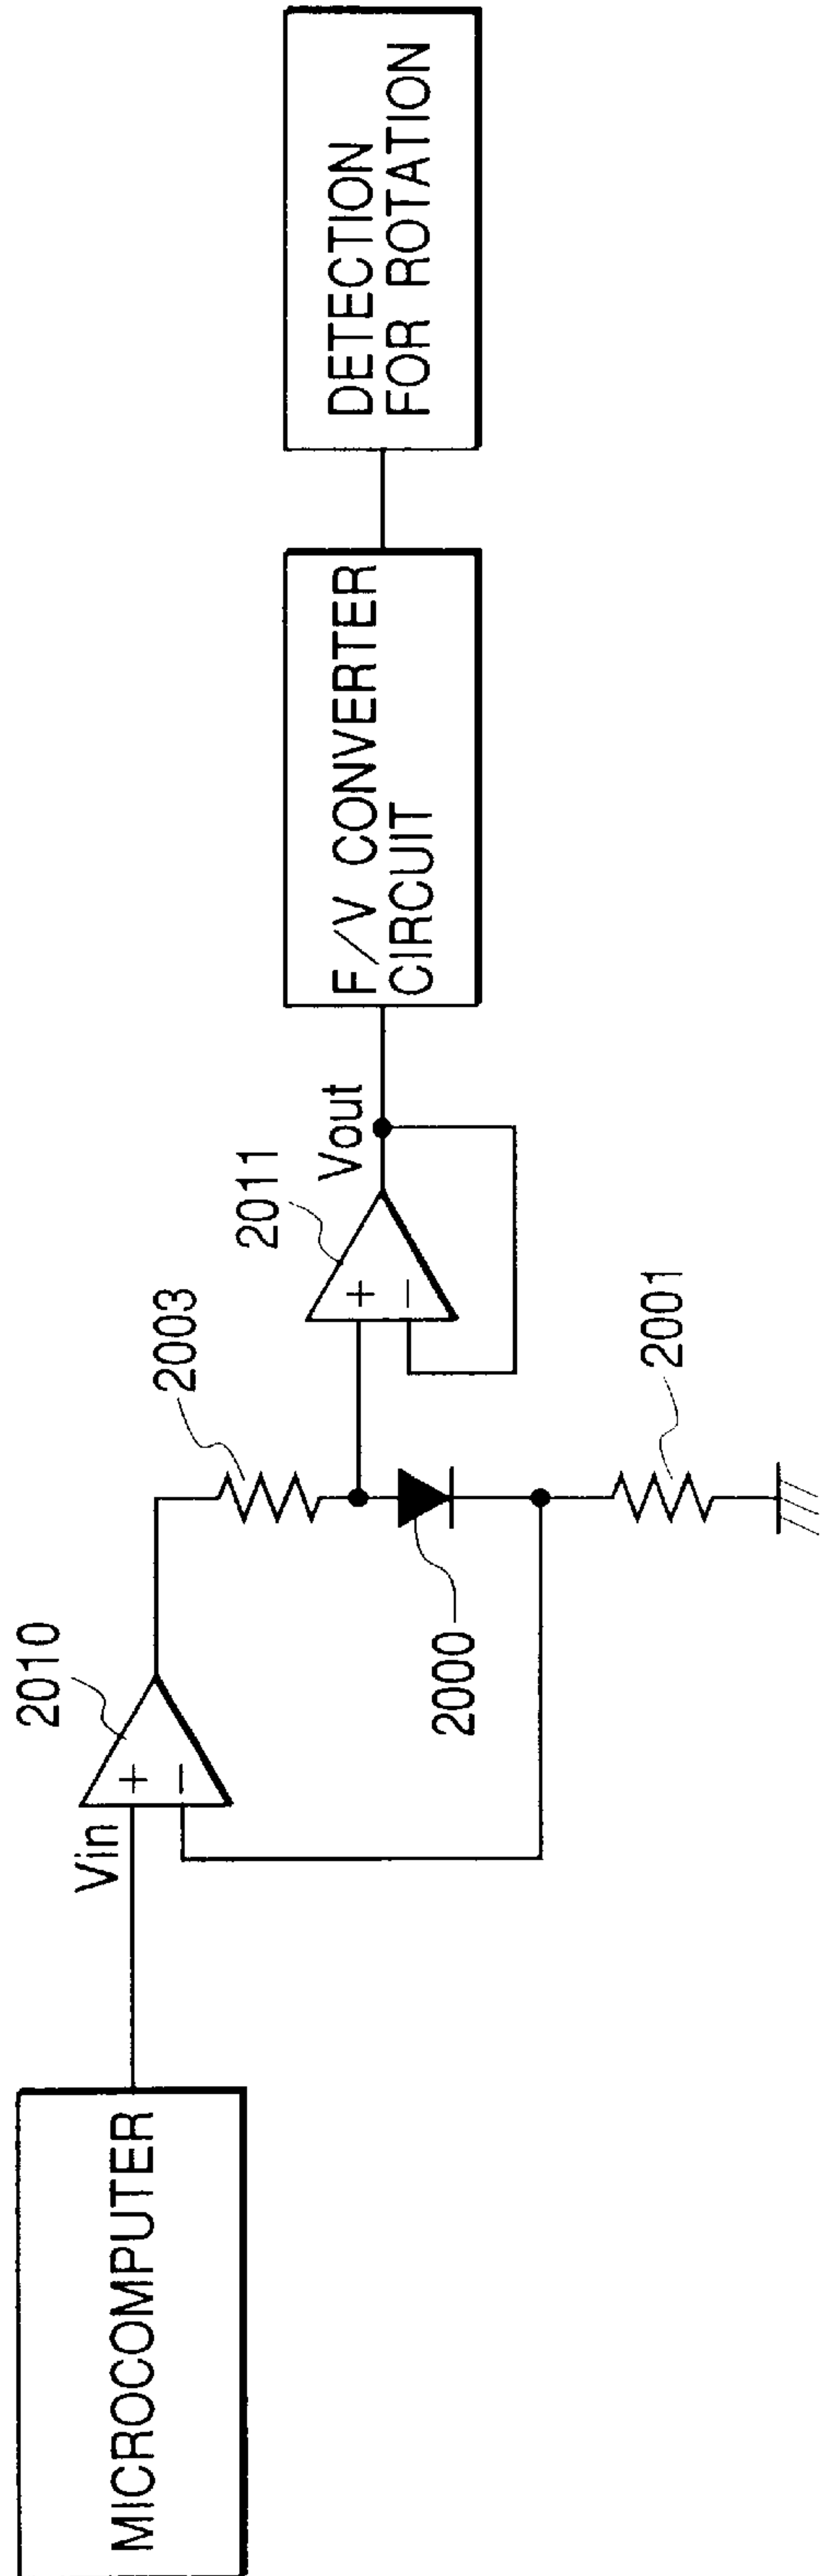 MICROCOMPUTER
Vin
2010
+
−
2003
2000
2001
2011
+
−
Vout
F/V CONVERTER
CIRCUIT
DETECTION
FOR ROTATION